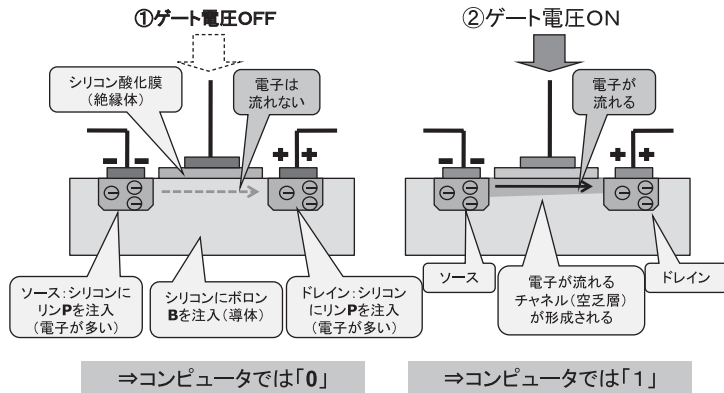 ①ゲート電圧OFF
シリコン酸化膜
(絶縁体)
電子は
流れない
ソース:シリコンに
リンPを注入
(電子が多い)
シリコンにボロン
Bを注入(導体)
ドレイン:シリコン
にリンPを注入
(電子が多い)
⇒コンピュータでは「0」
②ゲート電圧ON
電子が
流れる
ソース
電子が流れる
チャネル(空乏層)
が形成される
ドレイン
⇒コンピュータでは「1」